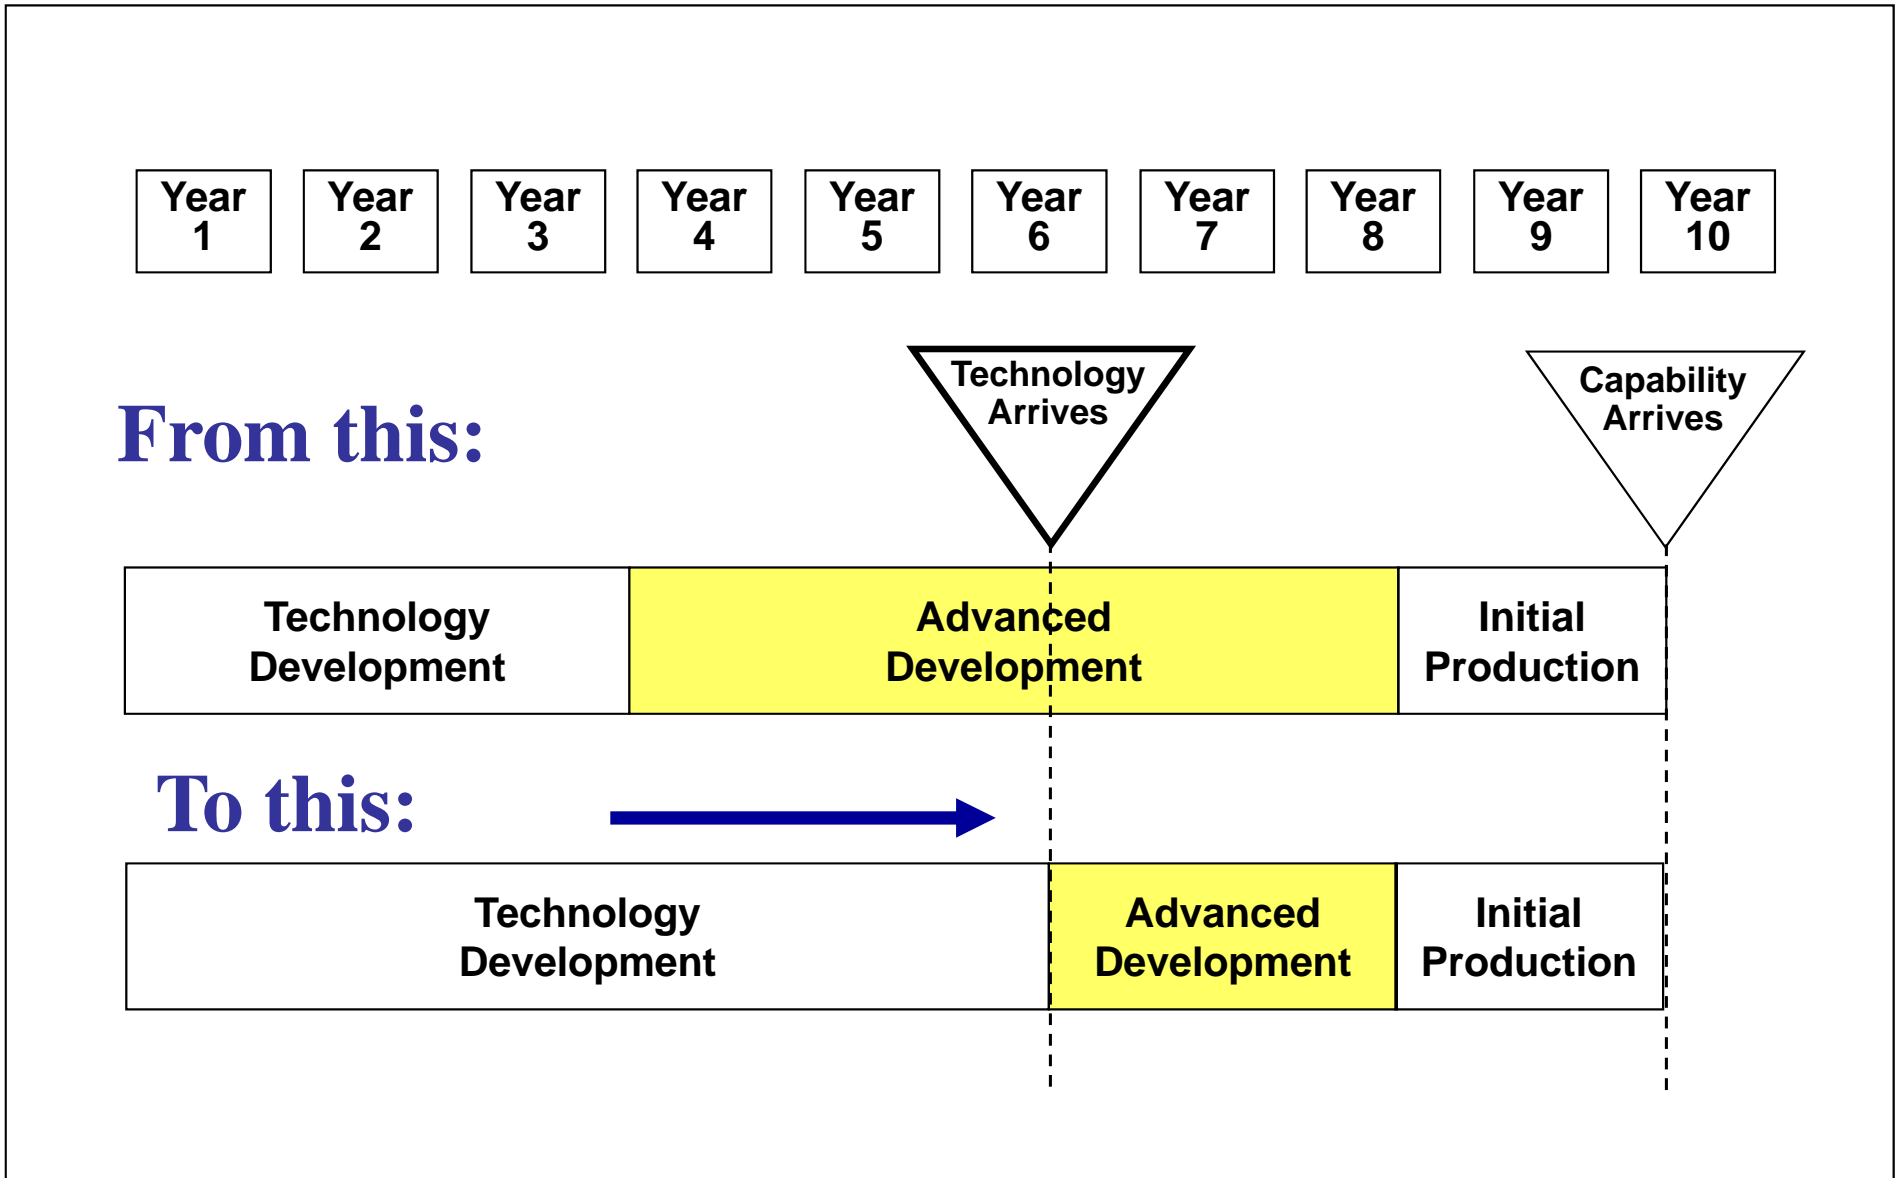 Year
1
Year
2
Year
3
Year
4
Year
5
Year
6
Year
7
Year
8
Year
9
Year
10
Technology
Arrives
Capability
Arrives
From this:
Technology
Development
Advanced
Development
Initial
Production
To this:
Technology
Development
Advanced
Development
Initial
Production